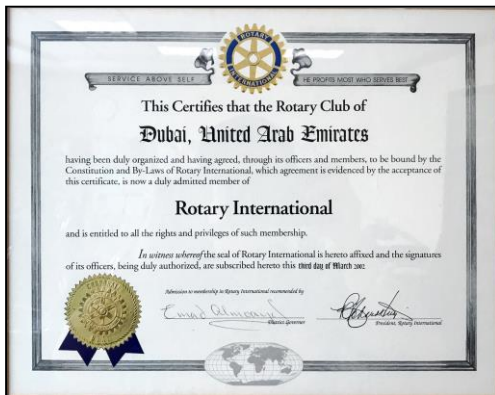 ROTARY
INTERNATIONAL
SERVICE ABOVE SELF
HE PROFITS MOST WHO SERVES BEST
This Certifies that the Rotary Club of
Dubai, United Arab Emirates
having been duly organized and having agreed, through its officers and members, to be bound by the
Constitution and By-Laws of Rotary International, which agreement is evidenced by the acceptance of
this certificate, is now a duly admitted member of
Rotary International
and is entitled to all the rights and privileges of such membership.
In witness whereof the seal of Rotary International is hereto affixed and the signatures
of its officers, being duly authorized, are subscribed hereto this third day of March 2002
Admission to membership in Rotary International recommended by
District Governor
President, Rotary International